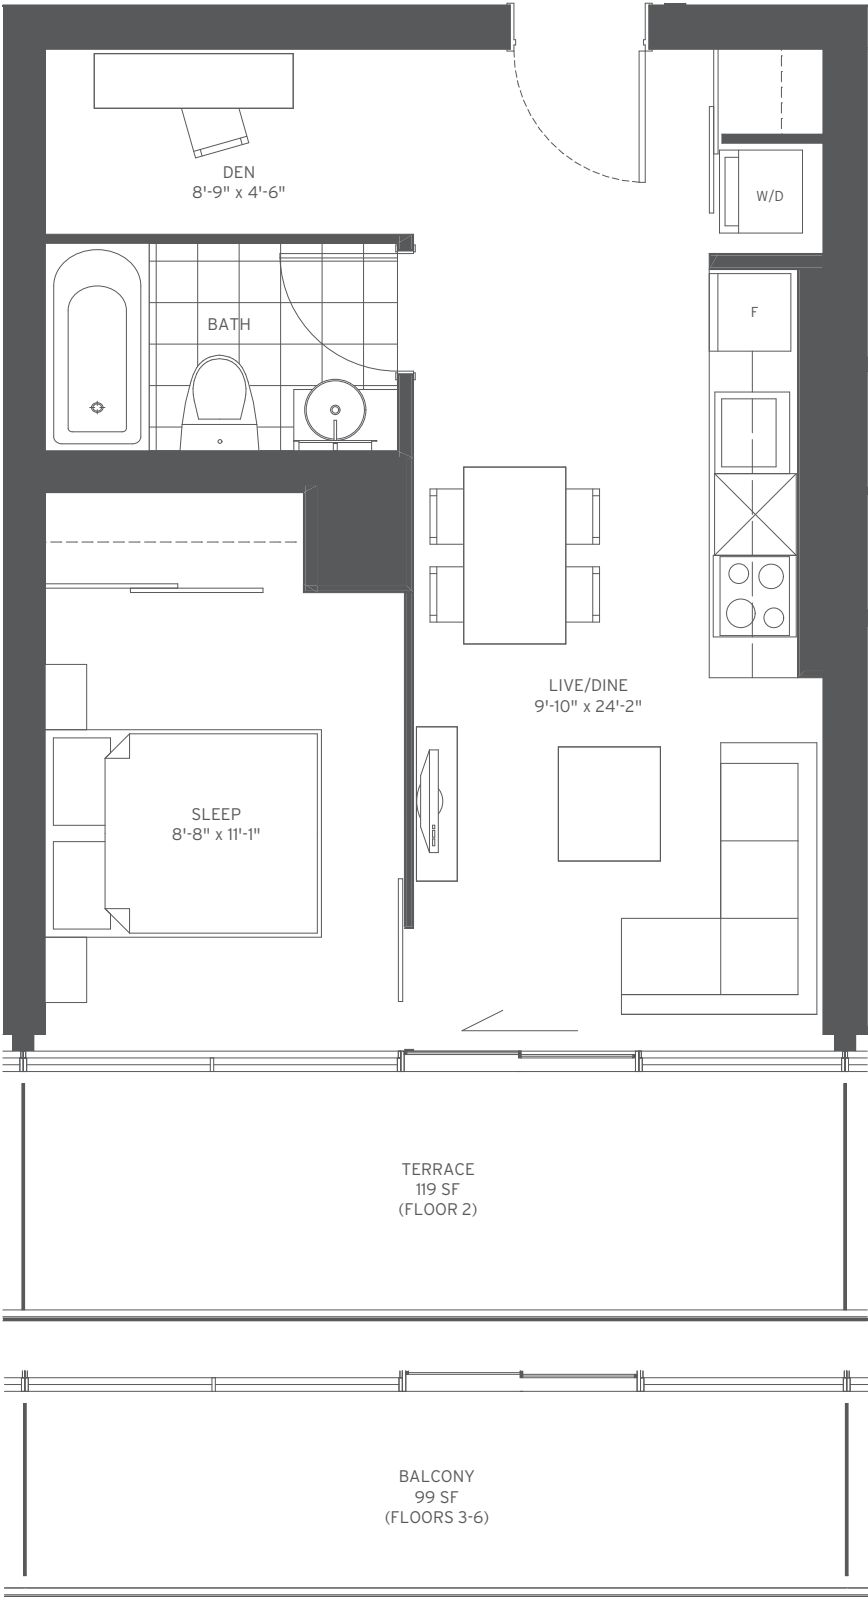 DEN
8'-9" x 4'-6"
W/D
BATH
F
LIVE/DINE
9'-10" x 24'-2"
SLEEP
8'-8" x 11'-1"
TERRACE
119 SF
(FLOOR 2)
BALCONY
99 SF
(FLOORS 3-6)